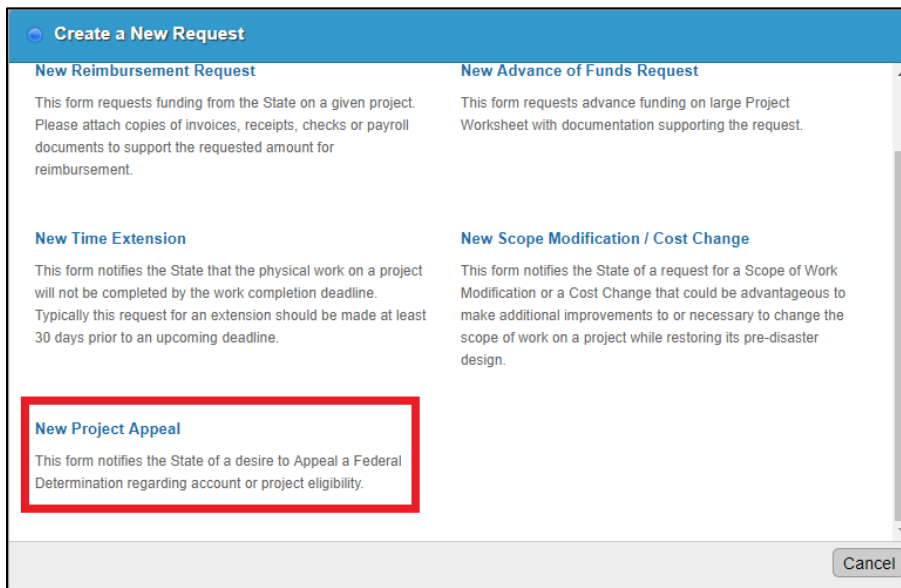 Create a New Request
New Reimbursement Request
This form requests funding from the State on a given project.
Please attach copies of invoices, receipts, checks or payroll
documents to support the requested amount for
reimbursement.
New Advance of Funds Request
This form requests advance funding on large Project
Worksheet with documentation supporting the request.
New Time Extension
This form notifies the State that the physical work on a project
will not be completed by the work completion deadline.
Typically this request for an extension should be made at least
30 days prior to an upcoming deadline.
New Scope Modification / Cost Change
This form notifies the State of a request for a Scope of Work
Modification or a Cost Change that could be advantageous to
make additional improvements to or necessary to change the
scope of work on a project while restoring its pre-disaster
design.
New Project Appeal
This form notifies the State of a desire to Appeal a Federal
Determination regarding account or project eligibility.
Cancel